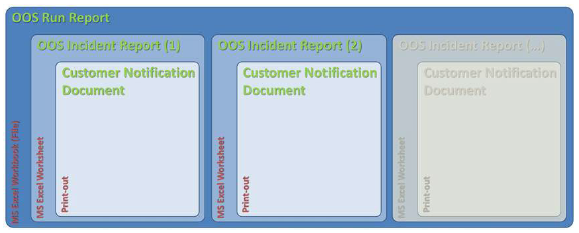 OOS Run Report
OOS Incident Report (1)
OOS Incident Report (2)
OOS Incident Report (...)
Customer Notification
Document
Customer Notification
Document
Customer Notification
Document
MS Excel Workbook (File)
MS Excel Worksheet
Print-out
MS Excel Worksheet
Print-out
MS Excel Worksheet
Print-out